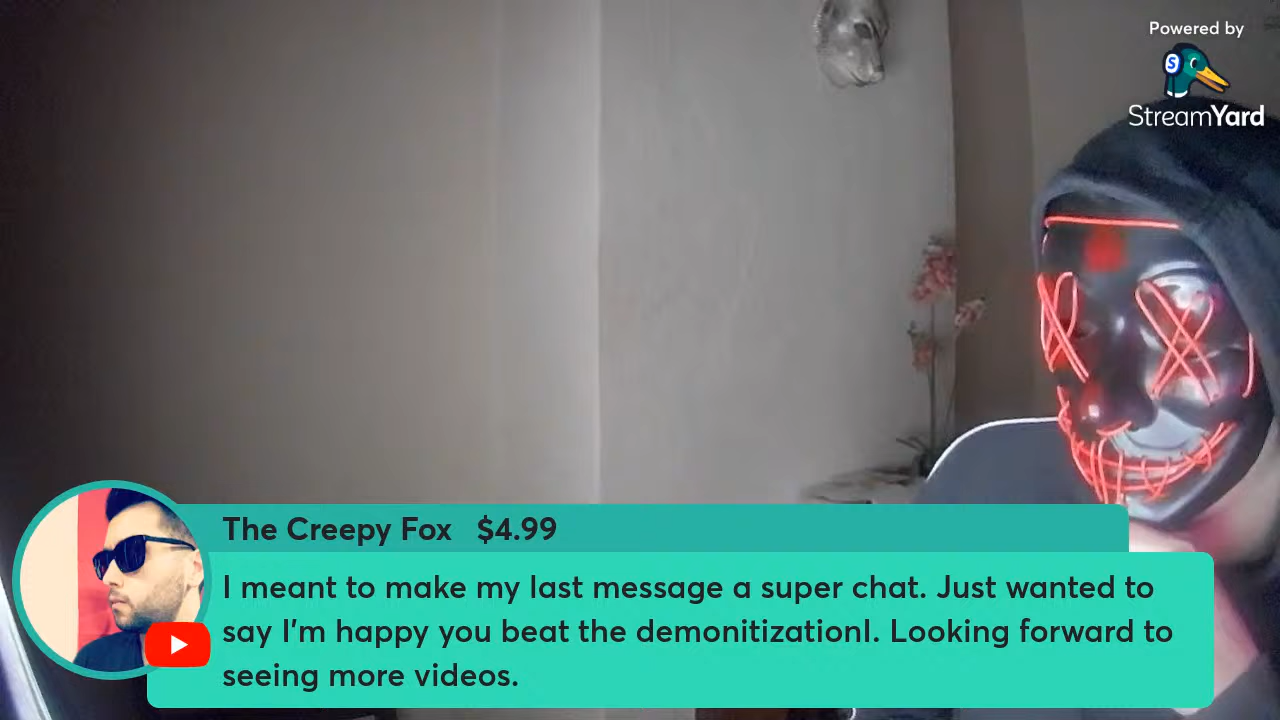 Powered by
S
StreamYard
The Creepy Fox $4.99
I meant to make my last message a super chat. Just wanted to
say I'm happy you beat the demonitizationl. Looking forward to
seeing more videos.